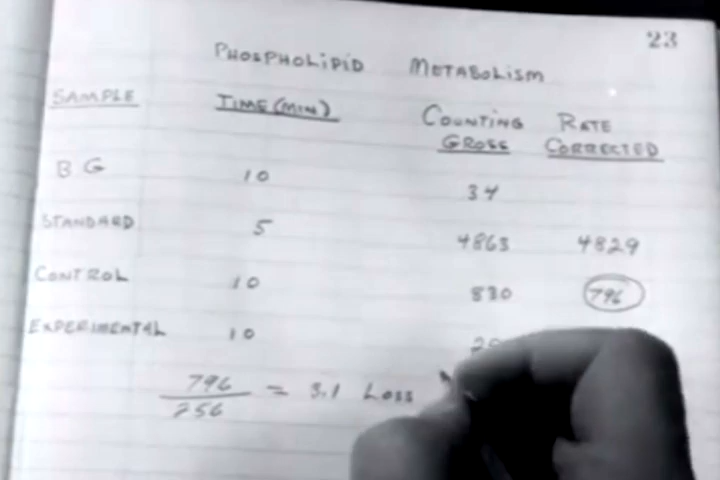 23
PHOSPHOLIPID METABOLISM
SAMPLE TIME (MIN) COUNTING RATE
GROSS CORRECTED
BG 10 34
STANDARD 5 4863 4829
CONTROL 10 830 796
EXPERIMENTAL 10
796
256
= 3.1 LOSS